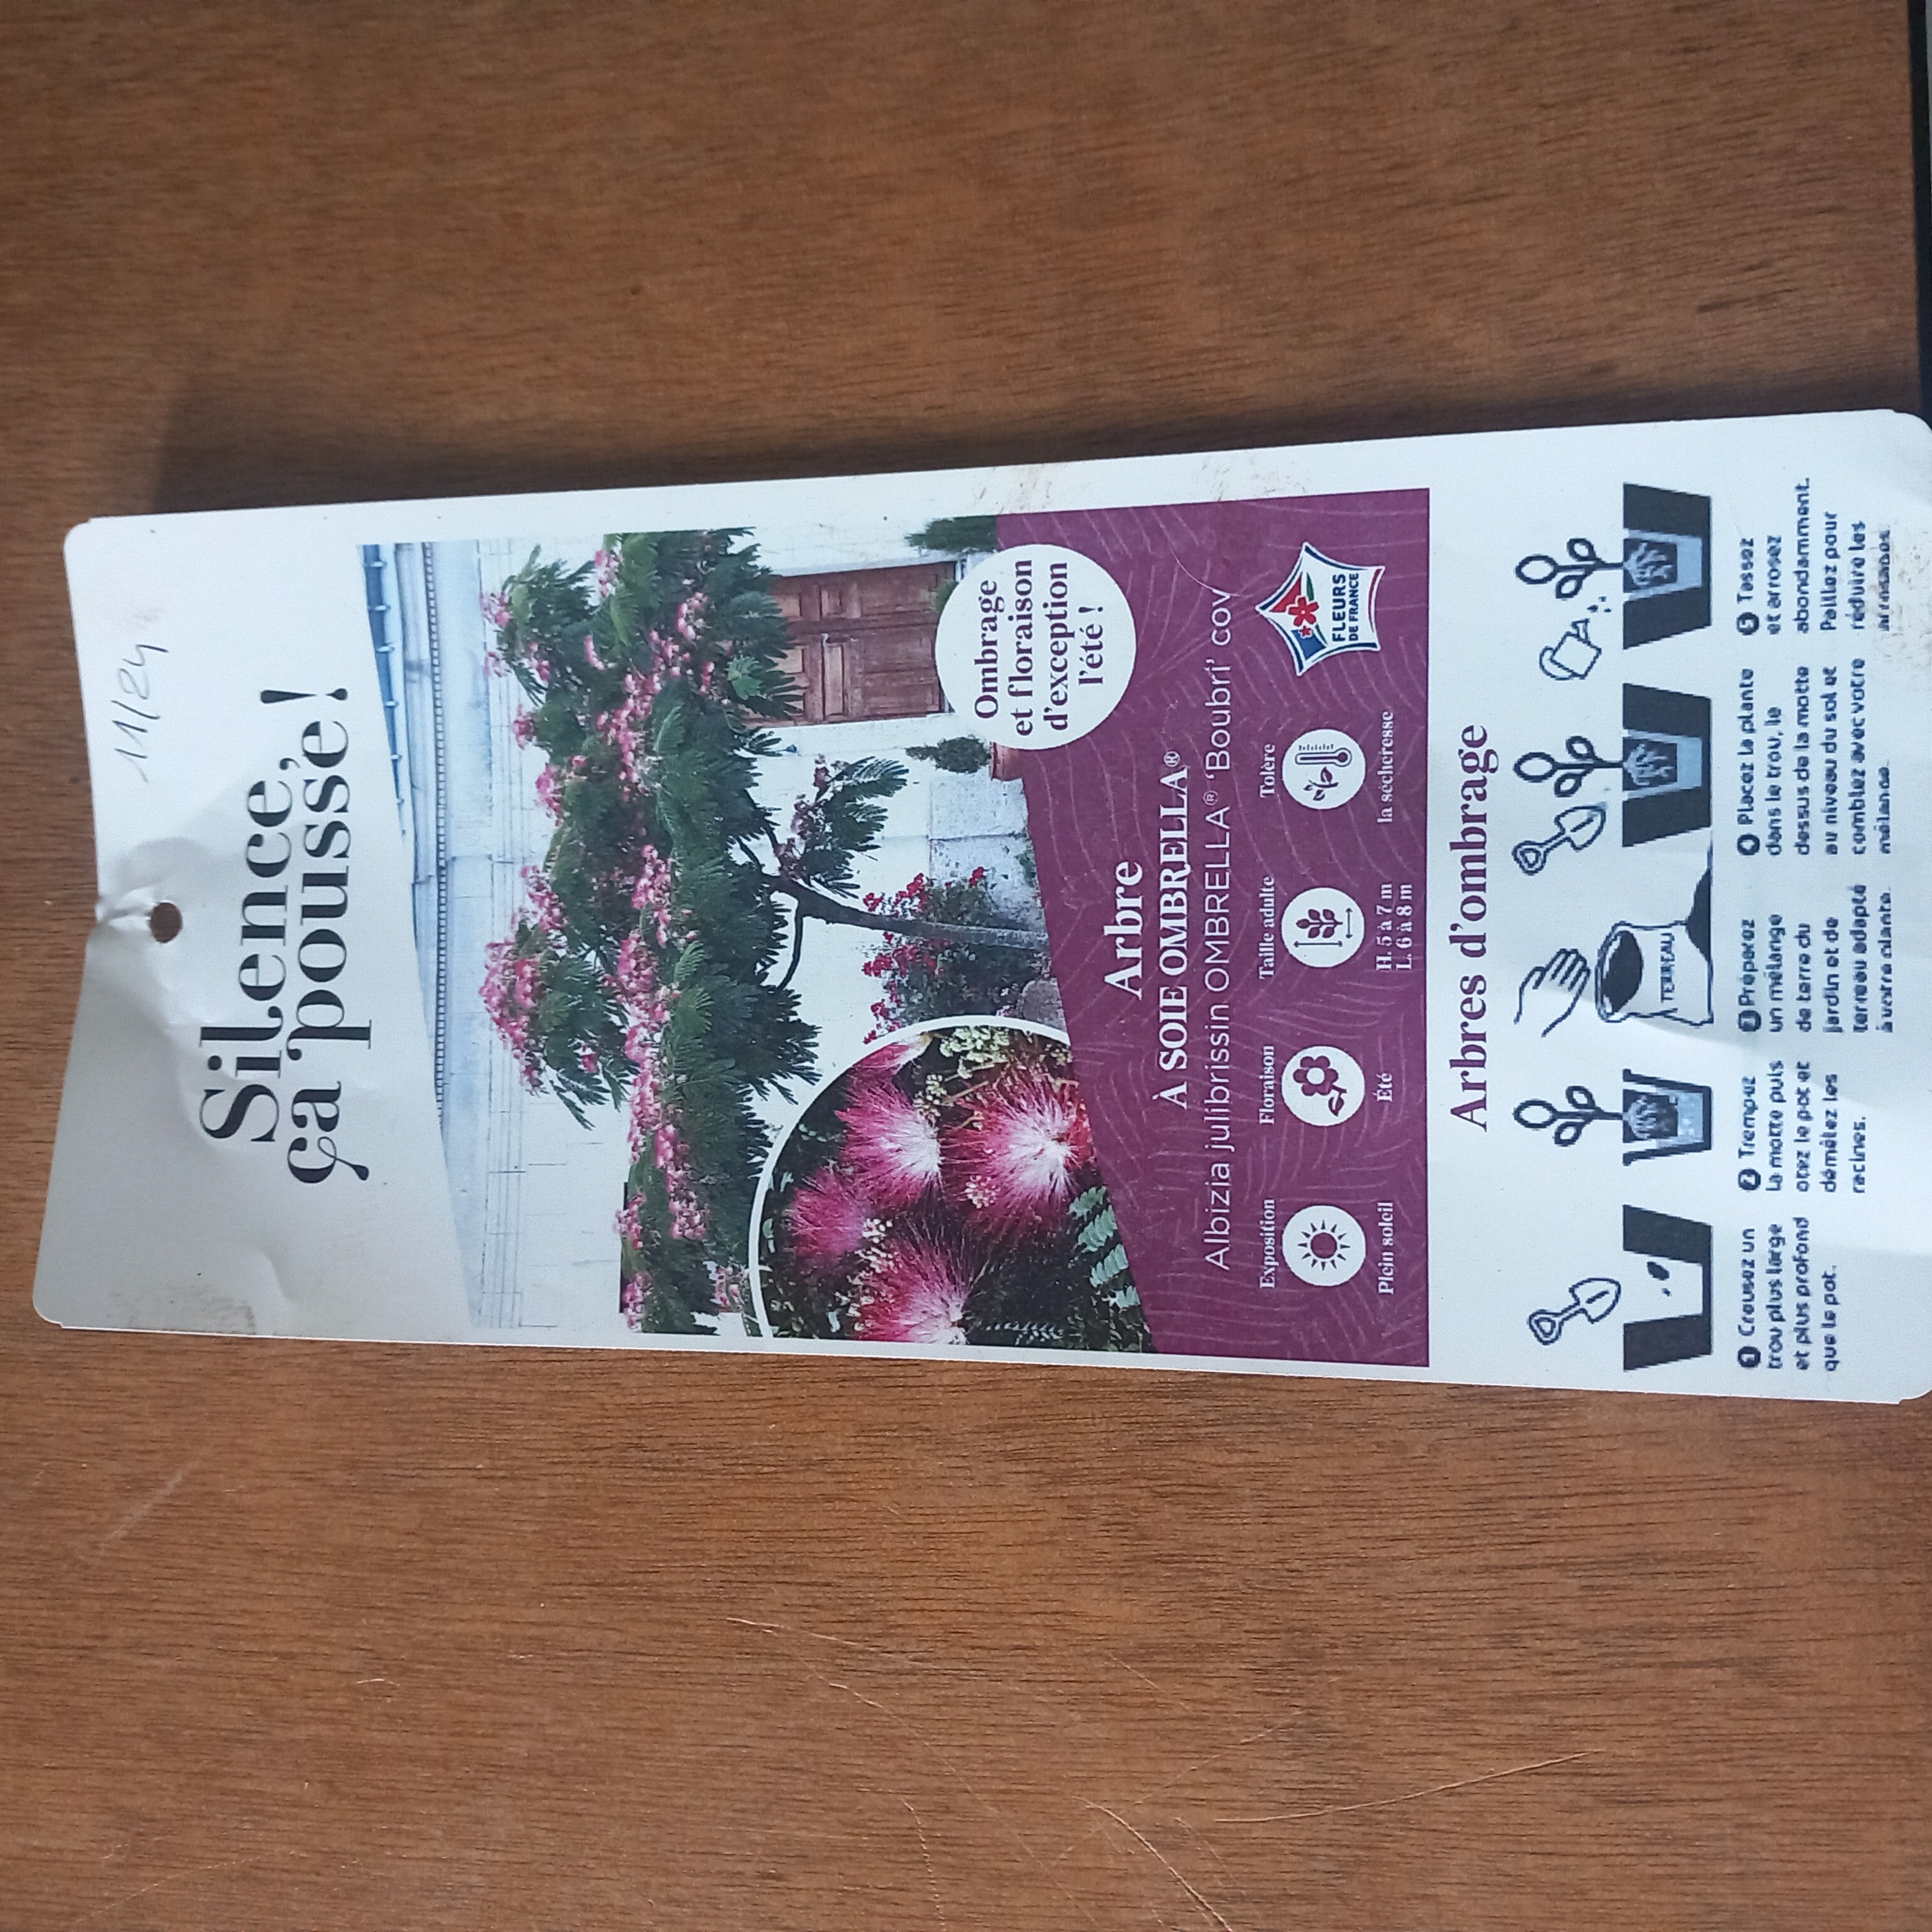 11/24
Silence,
ça pousse!
Ombrage
et floraison
d'exception
l'été !
Arbre
À SOIE OMBRELLA®
Albizia julibrissin OMBRELLA® 'Boubri' cov
Exposition
Plein soleil
Floraison
Été
Taille adulte
H. 5 à 7 m
L. 6 à 8 m
Tolère
la sécheresse
FLEURS
DE FRANCE
Arbres d'ombrage
TERREAU
1 Creusez un
trou plus large
et plus profond
que le pot.
2 Trempez
la motte puis
ôtez le pot et
démêlez les
racines.
3 Préparez
un mélange
de terre du
jardin et de
terreau adapté
à votre plante.
4 Placez la plante
dans le trou, le
dessus de la motte
au niveau du sol et
comblez avec votre
mélange.
5 Tassez
et arrosez
abondamment.
Paillez pour
réduire les
arrosages.